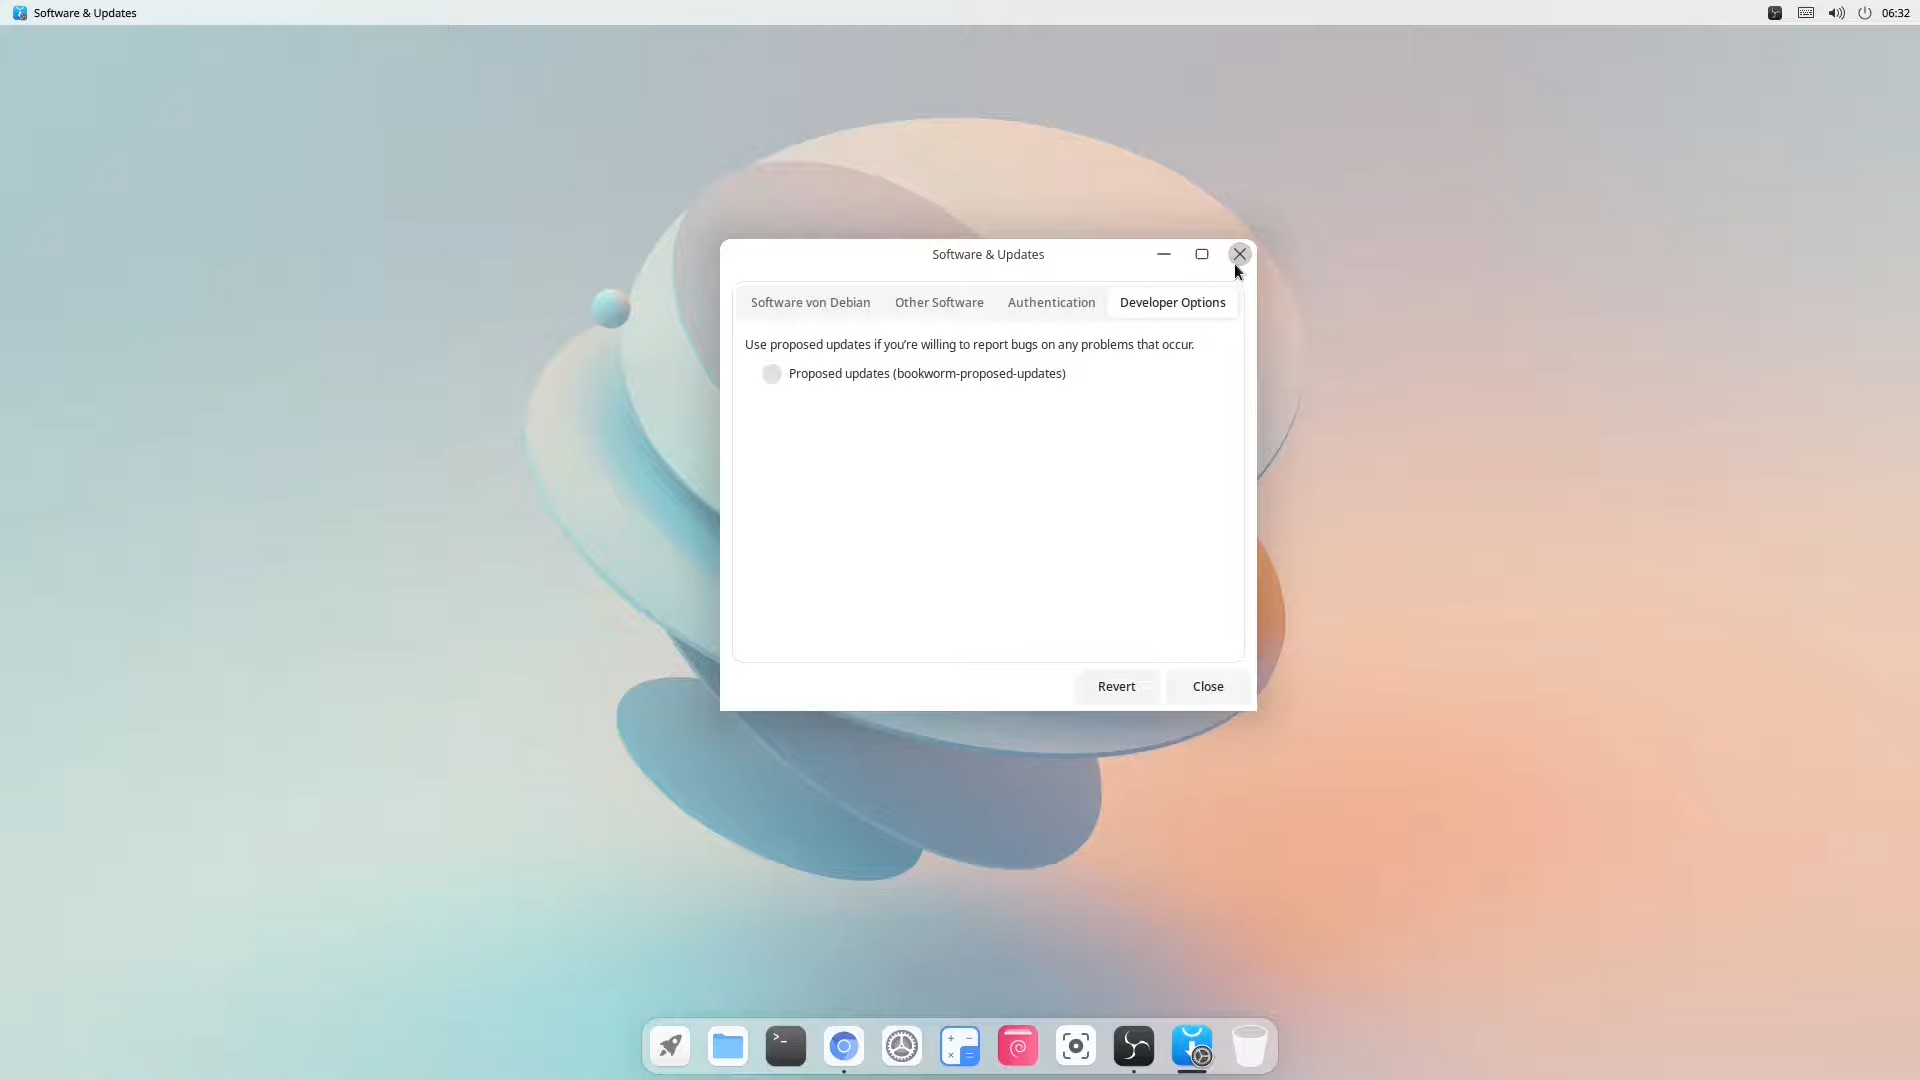 Software & Updates
06:32
Software & Updates
Software von Debian
Other Software
Authentication
Developer Options
Use proposed updates if you’re willing to report bugs on any problems that occur.
Proposed updates (bookworm-proposed-updates)
Revert
Close